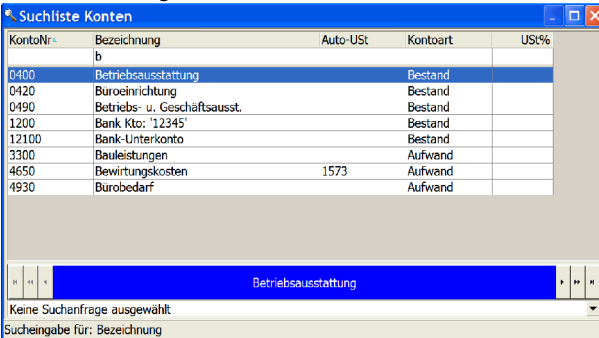 Suchliste Konten
KontoNr Bezeichnung Auto-USt Kontoart USt%
b
0400 Betriebsausstattung Bestand
0420 Büroeinrichtung Bestand
0490 Betriebs- u. Geschäftsausst. Bestand
1200 Bank Kto: '12345' Bestand
12100 Bank-Unterkonto Bestand
3300 Bauleistungen Aufwand
4650 Bewirtungskosten 1573 Aufwand
4930 Bürobedarf Aufwand
Betriebsausstattung
Keine Suchanfrage ausgewählt
Sucheingabe für: Bezeichnung